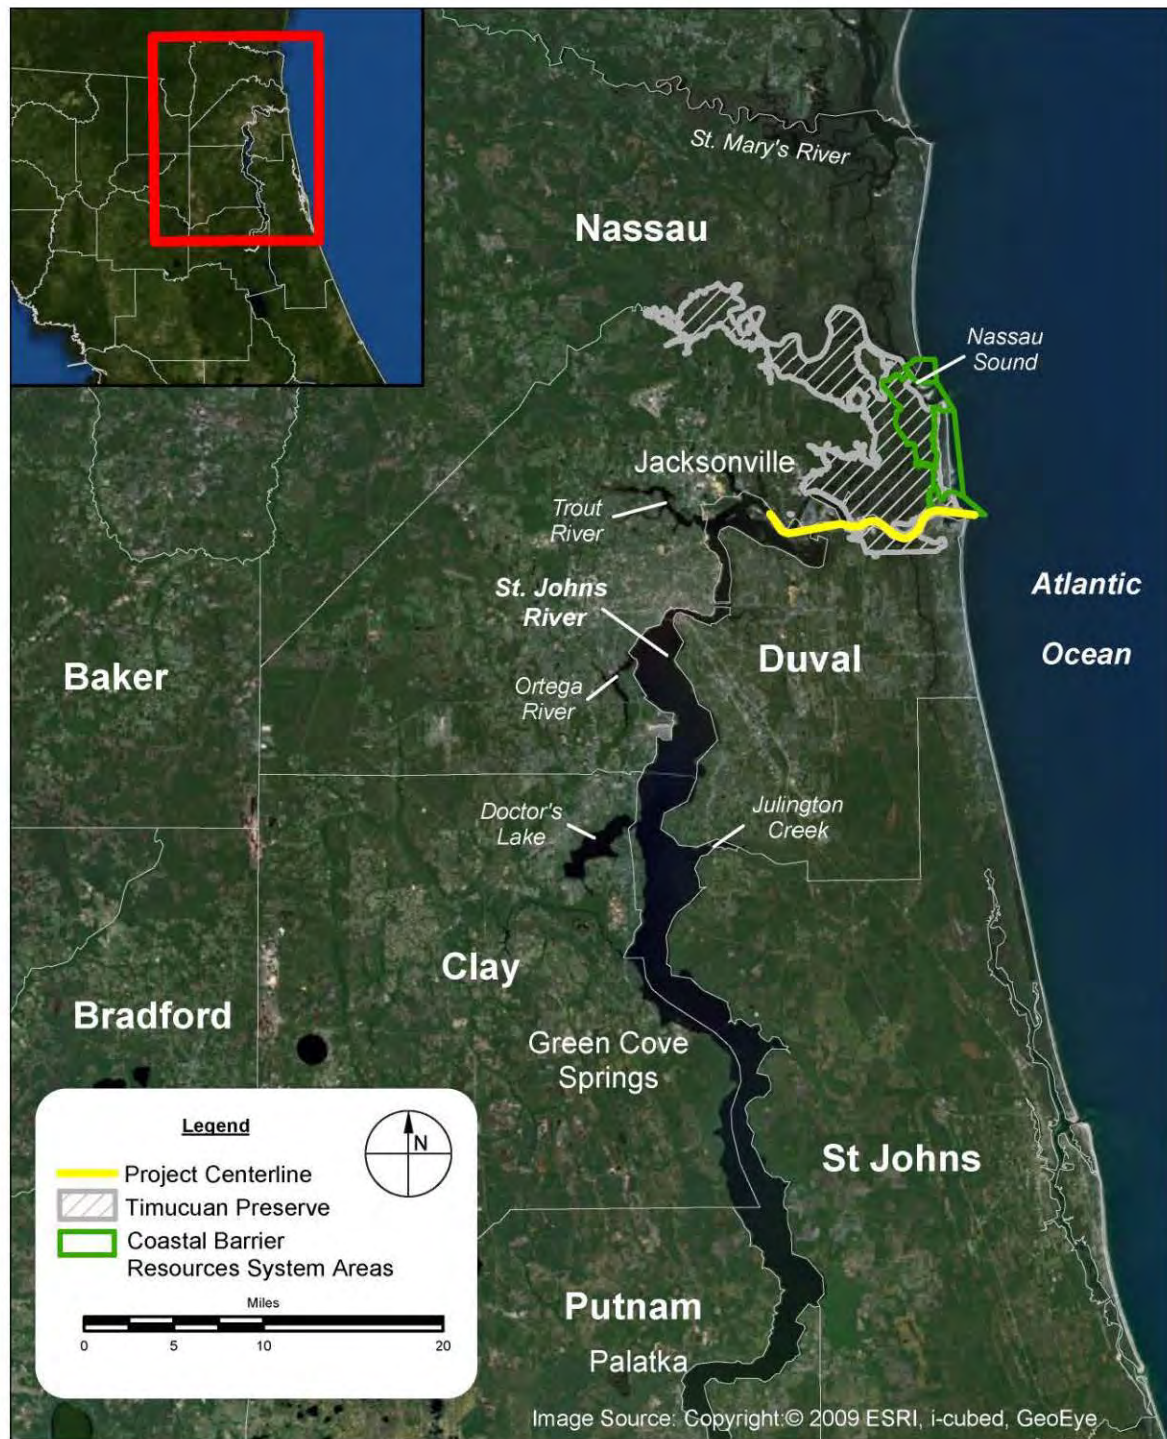 St. Mary's River
Nassau
Nassau
Sound
Jacksonville
Trout
River
St. Johns
River
Atlantic
Ocean
Duval
Baker
Ortega
River
Doctor's
Lake
Julington
Creek
Clay
Bradford
Green Cove
Springs
St Johns
Legend
N
Project Centerline
Timucuan Preserve
Coastal Barrier
Resources System Areas
Miles
0 5 10 20
Putnam
Palatka
Image Source: Copyright:© 2009 ESRI, i-cubed, GeoEye